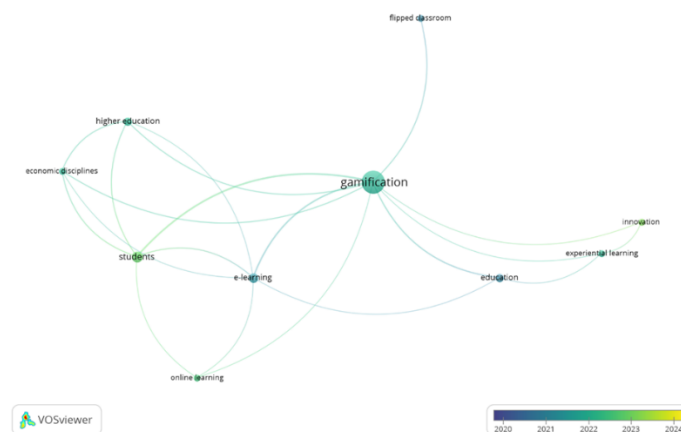 flipped classroom
higher education
economic disciplines
gamification
innovation
experiential learning
students
e-learning
education
online learning
VOSviewer
2020 2021 2022 2023 2024